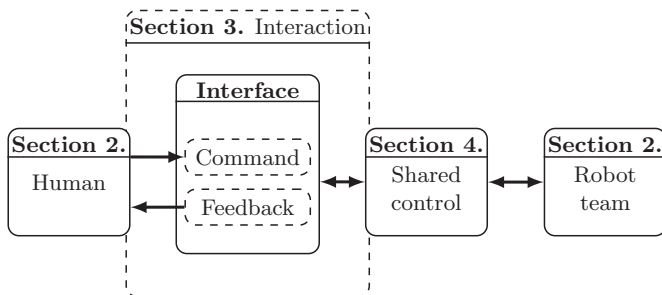 Section 3. Interaction
Interface
Section 2.
Human
Command
Feedback
Section 4.
Shared
control
Section 2.
Robot
team